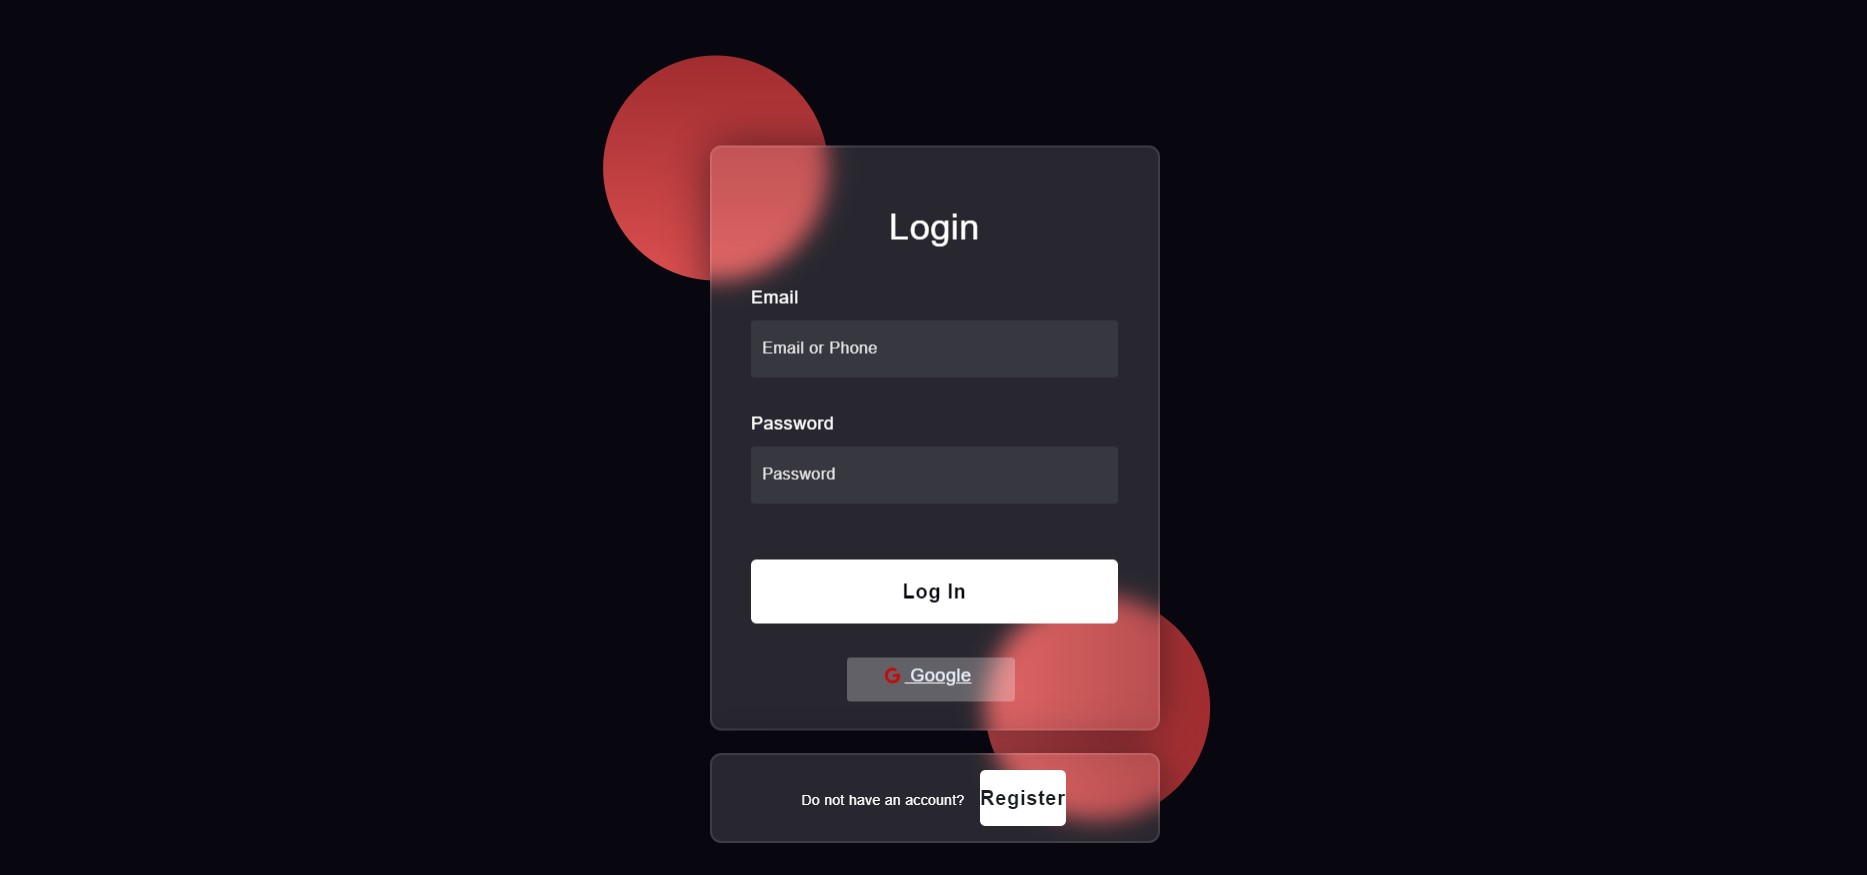 Login
Email
Email or Phone
Password
Password
Log In
Google
Do not have an account? Register